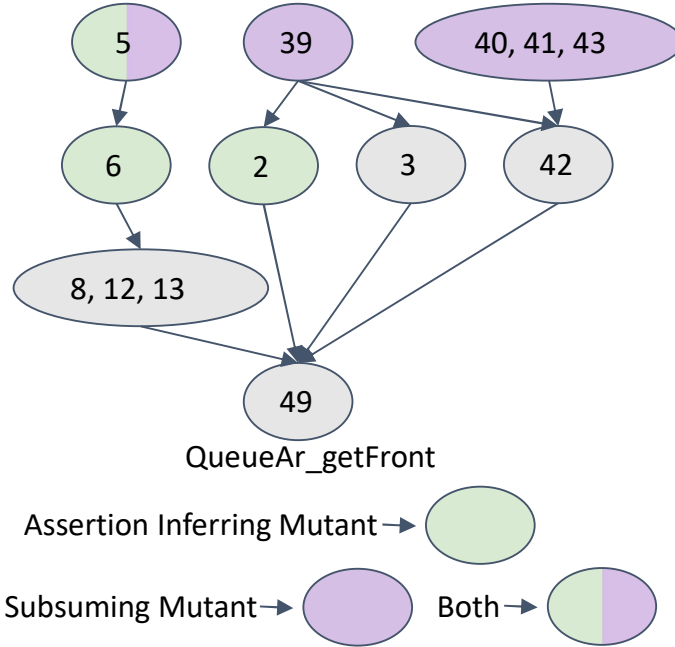 5
39
40, 41, 43
6
2
3
42
8, 12, 13
49
QueueAr_getFront
Assertion Inferring Mutant
Subsuming Mutant
Both